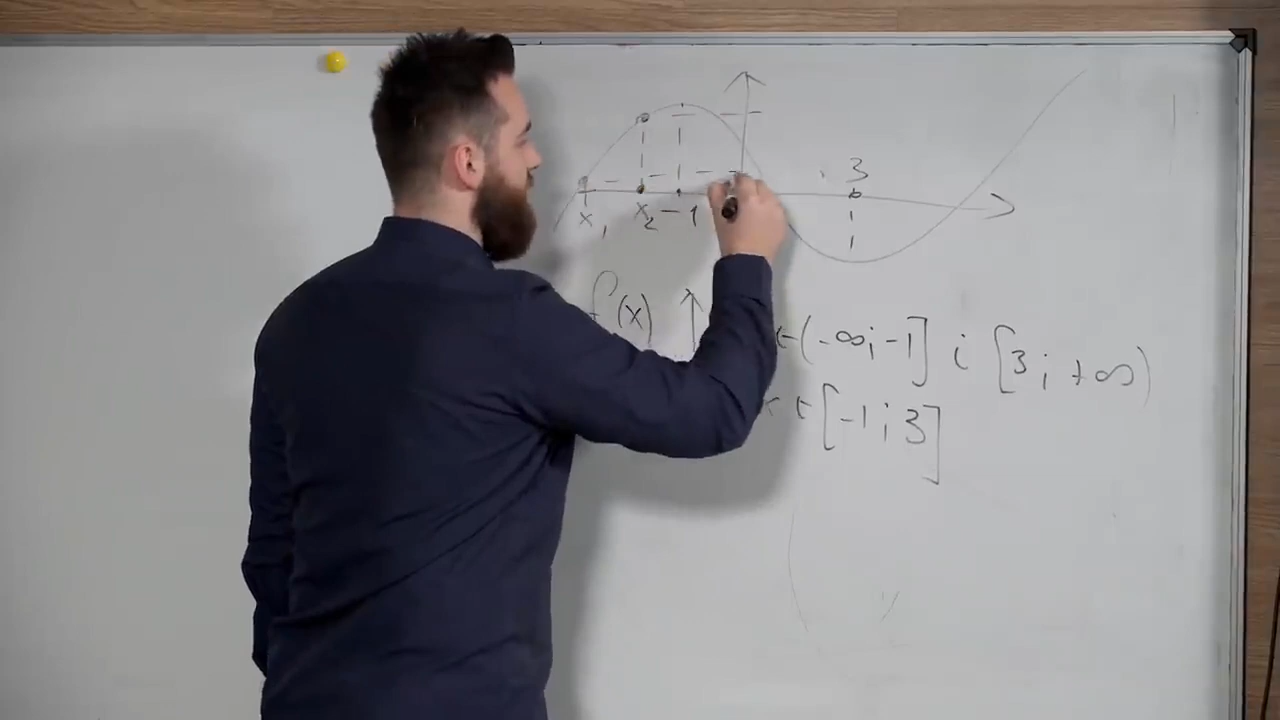 3
x₁ x₂ -1
f(x) ↑ (-∞; -1] i [3; +∞)
∈ [-1; 3]